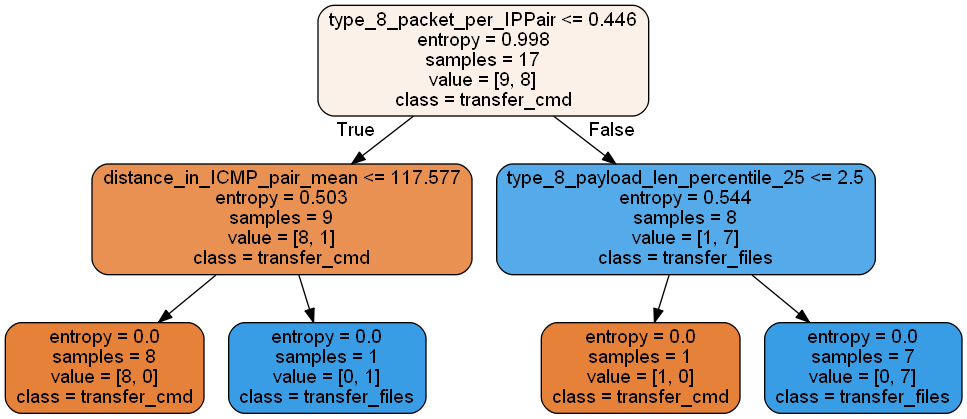 type_8_packet_per_IPPair <= 0.446
entropy = 0.998
samples = 17
value = [9, 8]
class = transfer_cmd
True
False
distance_in_ICMP_pair_mean <= 117.577
entropy = 0.503
samples = 9
value = [8, 1]
class = transfer_cmd
type_8_payload_len_percentile_25 <= 2.5
entropy = 0.544
samples = 8
value = [1, 7]
class = transfer_files
entropy = 0.0
samples = 8
value = [8, 0]
class = transfer_cmd
entropy = 0.0
samples = 1
value = [0, 1]
class = transfer_files
entropy = 0.0
samples = 1
value = [1, 0]
class = transfer_cmd
entropy = 0.0
samples = 7
value = [0, 7]
class = transfer_files